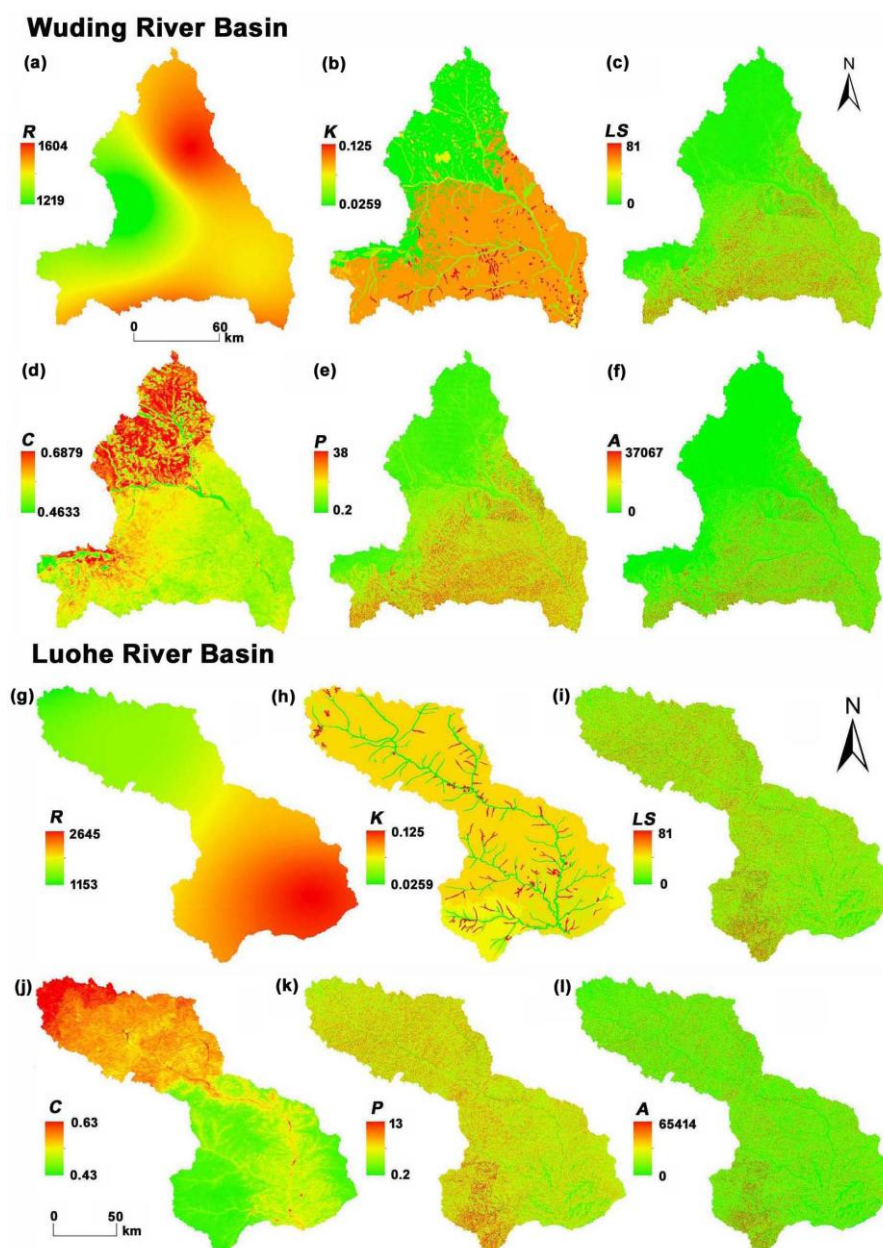 Wuding River Basin
(a)
R
1604
1219
0 60
km
(b)
K
0.125
0.0259
(c)
LS
81
0
N
(d)
C
0.6879
0.4633
(e)
P
38
0.2
(f)
A
37067
0
Luohe River Basin
(g)
R
2645
1153
(h)
K
0.125
0.0259
(i)
LS
81
0
N
(j)
C
0.63
0.43
0 50
km
(k)
P
13
0.2
(l)
A
65414
0